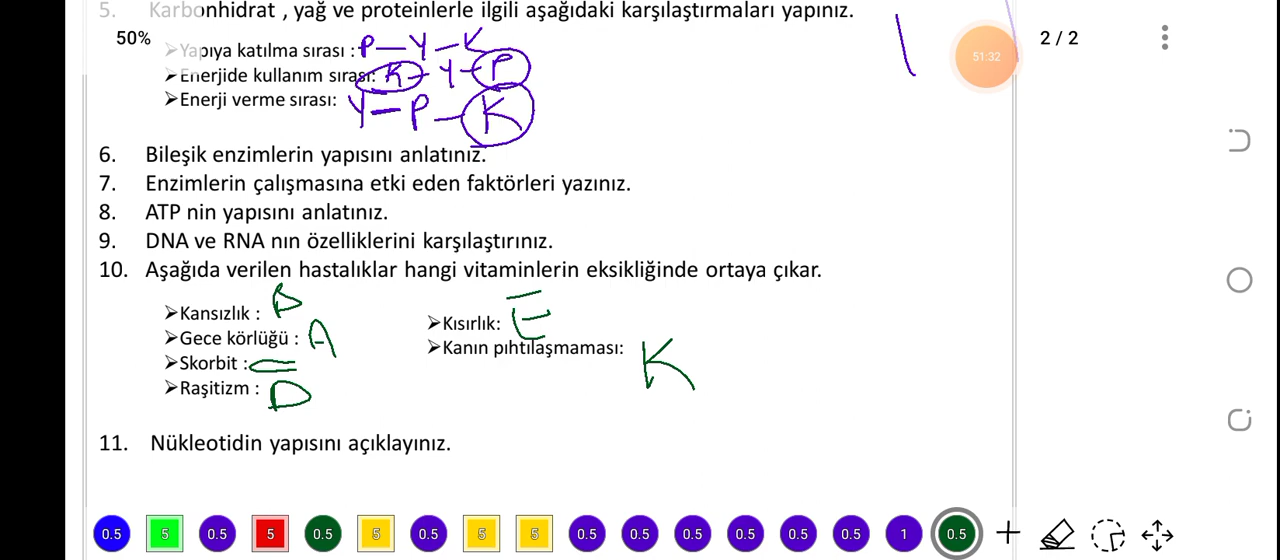 5. Karbonhidrat , yağ ve proteinlerle ilgili aşağıdaki karşılaştırmaları yapınız.
50%
2 / 2
51:32
➢Yapıya katılma sırası : P — Y — K
➢Enerjide kullanım sırası: K — Y — P
➢Enerji verme sırası: Y — P — K
6. Bileşik enzimlerin yapısını anlatınız.
7. Enzimlerin çalışmasına etki eden faktörleri yazınız.
8. ATP nin yapısını anlatınız.
9. DNA ve RNA nın özelliklerini karşılaştırınız.
10. Aşağıda verilen hastalıklar hangi vitaminlerin eksikliğinde ortaya çıkar.
➢Kansızlık : B
➢Gece körlüğü : A
➢Skorbit : C
➢Raşitizm : D
➢Kısırlık: E
➢Kanın pıhtılaşmaması: K
11. Nükleotidin yapısını açıklayınız.
0.5 5 0.5 5 0.5 5 0.5 5 5 0.5 0.5 0.5 0.5 0.5 0.5 1 0.5